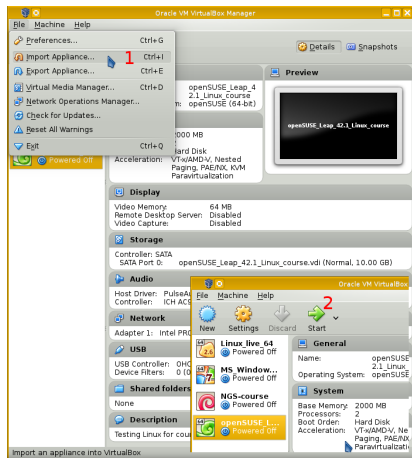 Oracle VM VirtualBox Manager
File Machine Help
Preferences... Ctrl+G
Import Appliance... Ctrl+I
1
Export Appliance... Ctrl+E
Virtual Media Manager... Ctrl+D
Network Operations Manager...
Check for Updates...
Reset All Warnings
Exit Ctrl+Q
Details Snapshots
openSUSE_Leap_4
2.1_Linux_course
openSUSE (64-bit)
Preview
openSUSE_Leap_42.1_Linux_course
Powered Off
2000 MB
Hard Disk
Acceleration: VT-x/AMD-V, Nested
Paging, PAE/NX, KVM
Paravirtualization
Display
Video Memory: 64 MB
Remote Desktop Server: Disabled
Video Capture: Disabled
Storage
Controller: SATA
SATA Port 0: openSUSE_Leap_42.1_Linux_course.vdi (Normal, 10.00 GB)
Audio
Host Driver: PulseA
Controller: ICH AC9
Network
Adapter 1: Intel PRO
USB
USB Controller: OHC
Device Filters: 0 (0
Shared folders
None
Description
Testing Linux for cou
Import an appliance into VirtualBox
Oracle VM VirtualBox
File Machine Help
2
New Settings Discard Start
Linux_live_64
Powered Off
MS_Window...
Powered Off
NGS-course
Powered Off
openSUSE_L...
Powered Off
General
Name: openSUSE
2.1_Linux
Operating System: openSUSE
System
Base Memory: 2000 MB
Processors: 2
Boot Order: Hard Disk
Acceleration: VT-x/AMD-V, Ne
Paging, PAE/NX
Paravirtualizati